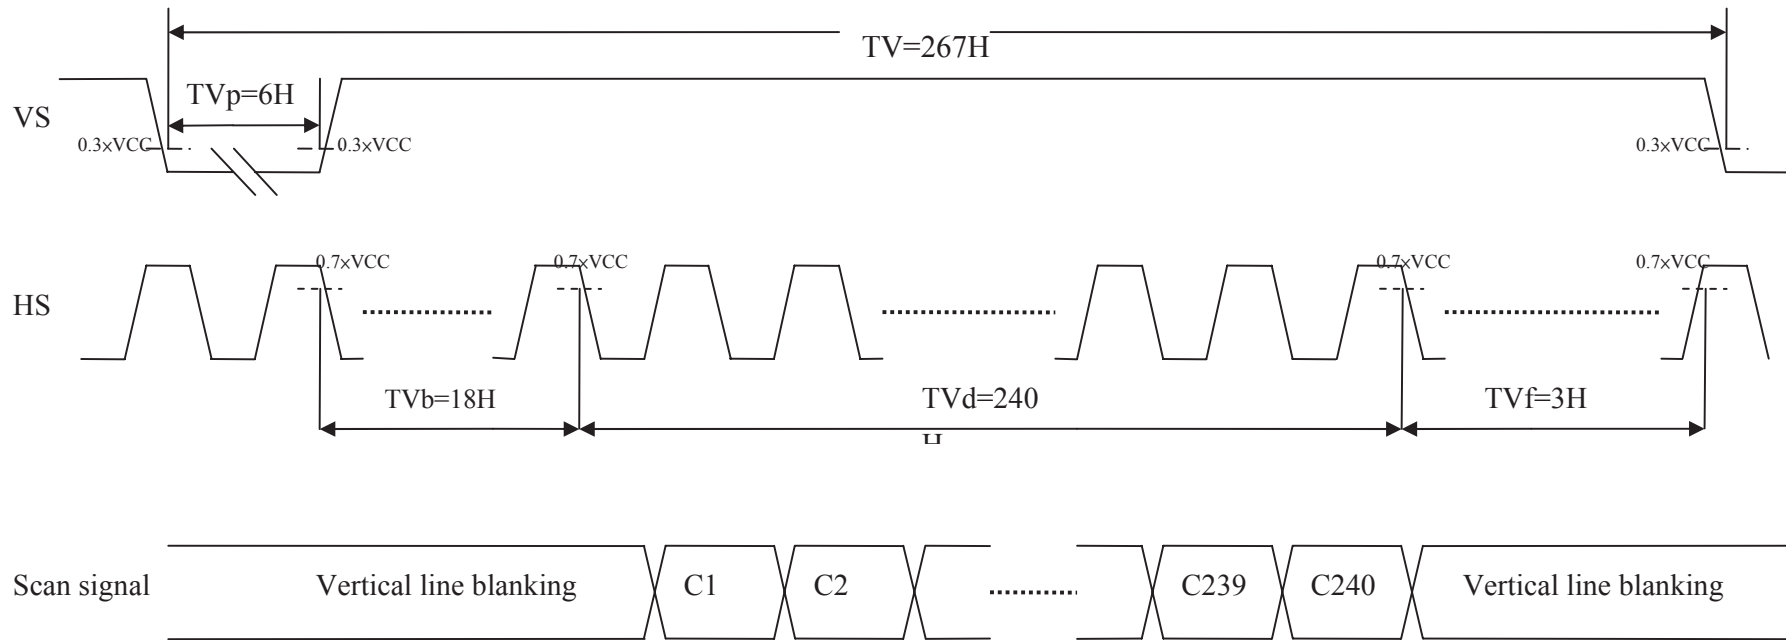 TV=267H
TVp=6H
VS
0.3×VCC
0.3×VCC
0.3×VCC
0.7×VCC
0.7×VCC
0.7×VCC
0.7×VCC
HS
TVb=18H
TVd=240
H
TVf=3H
Scan signal
Vertical line blanking
C1
C2
C239
C240
Vertical line blanking